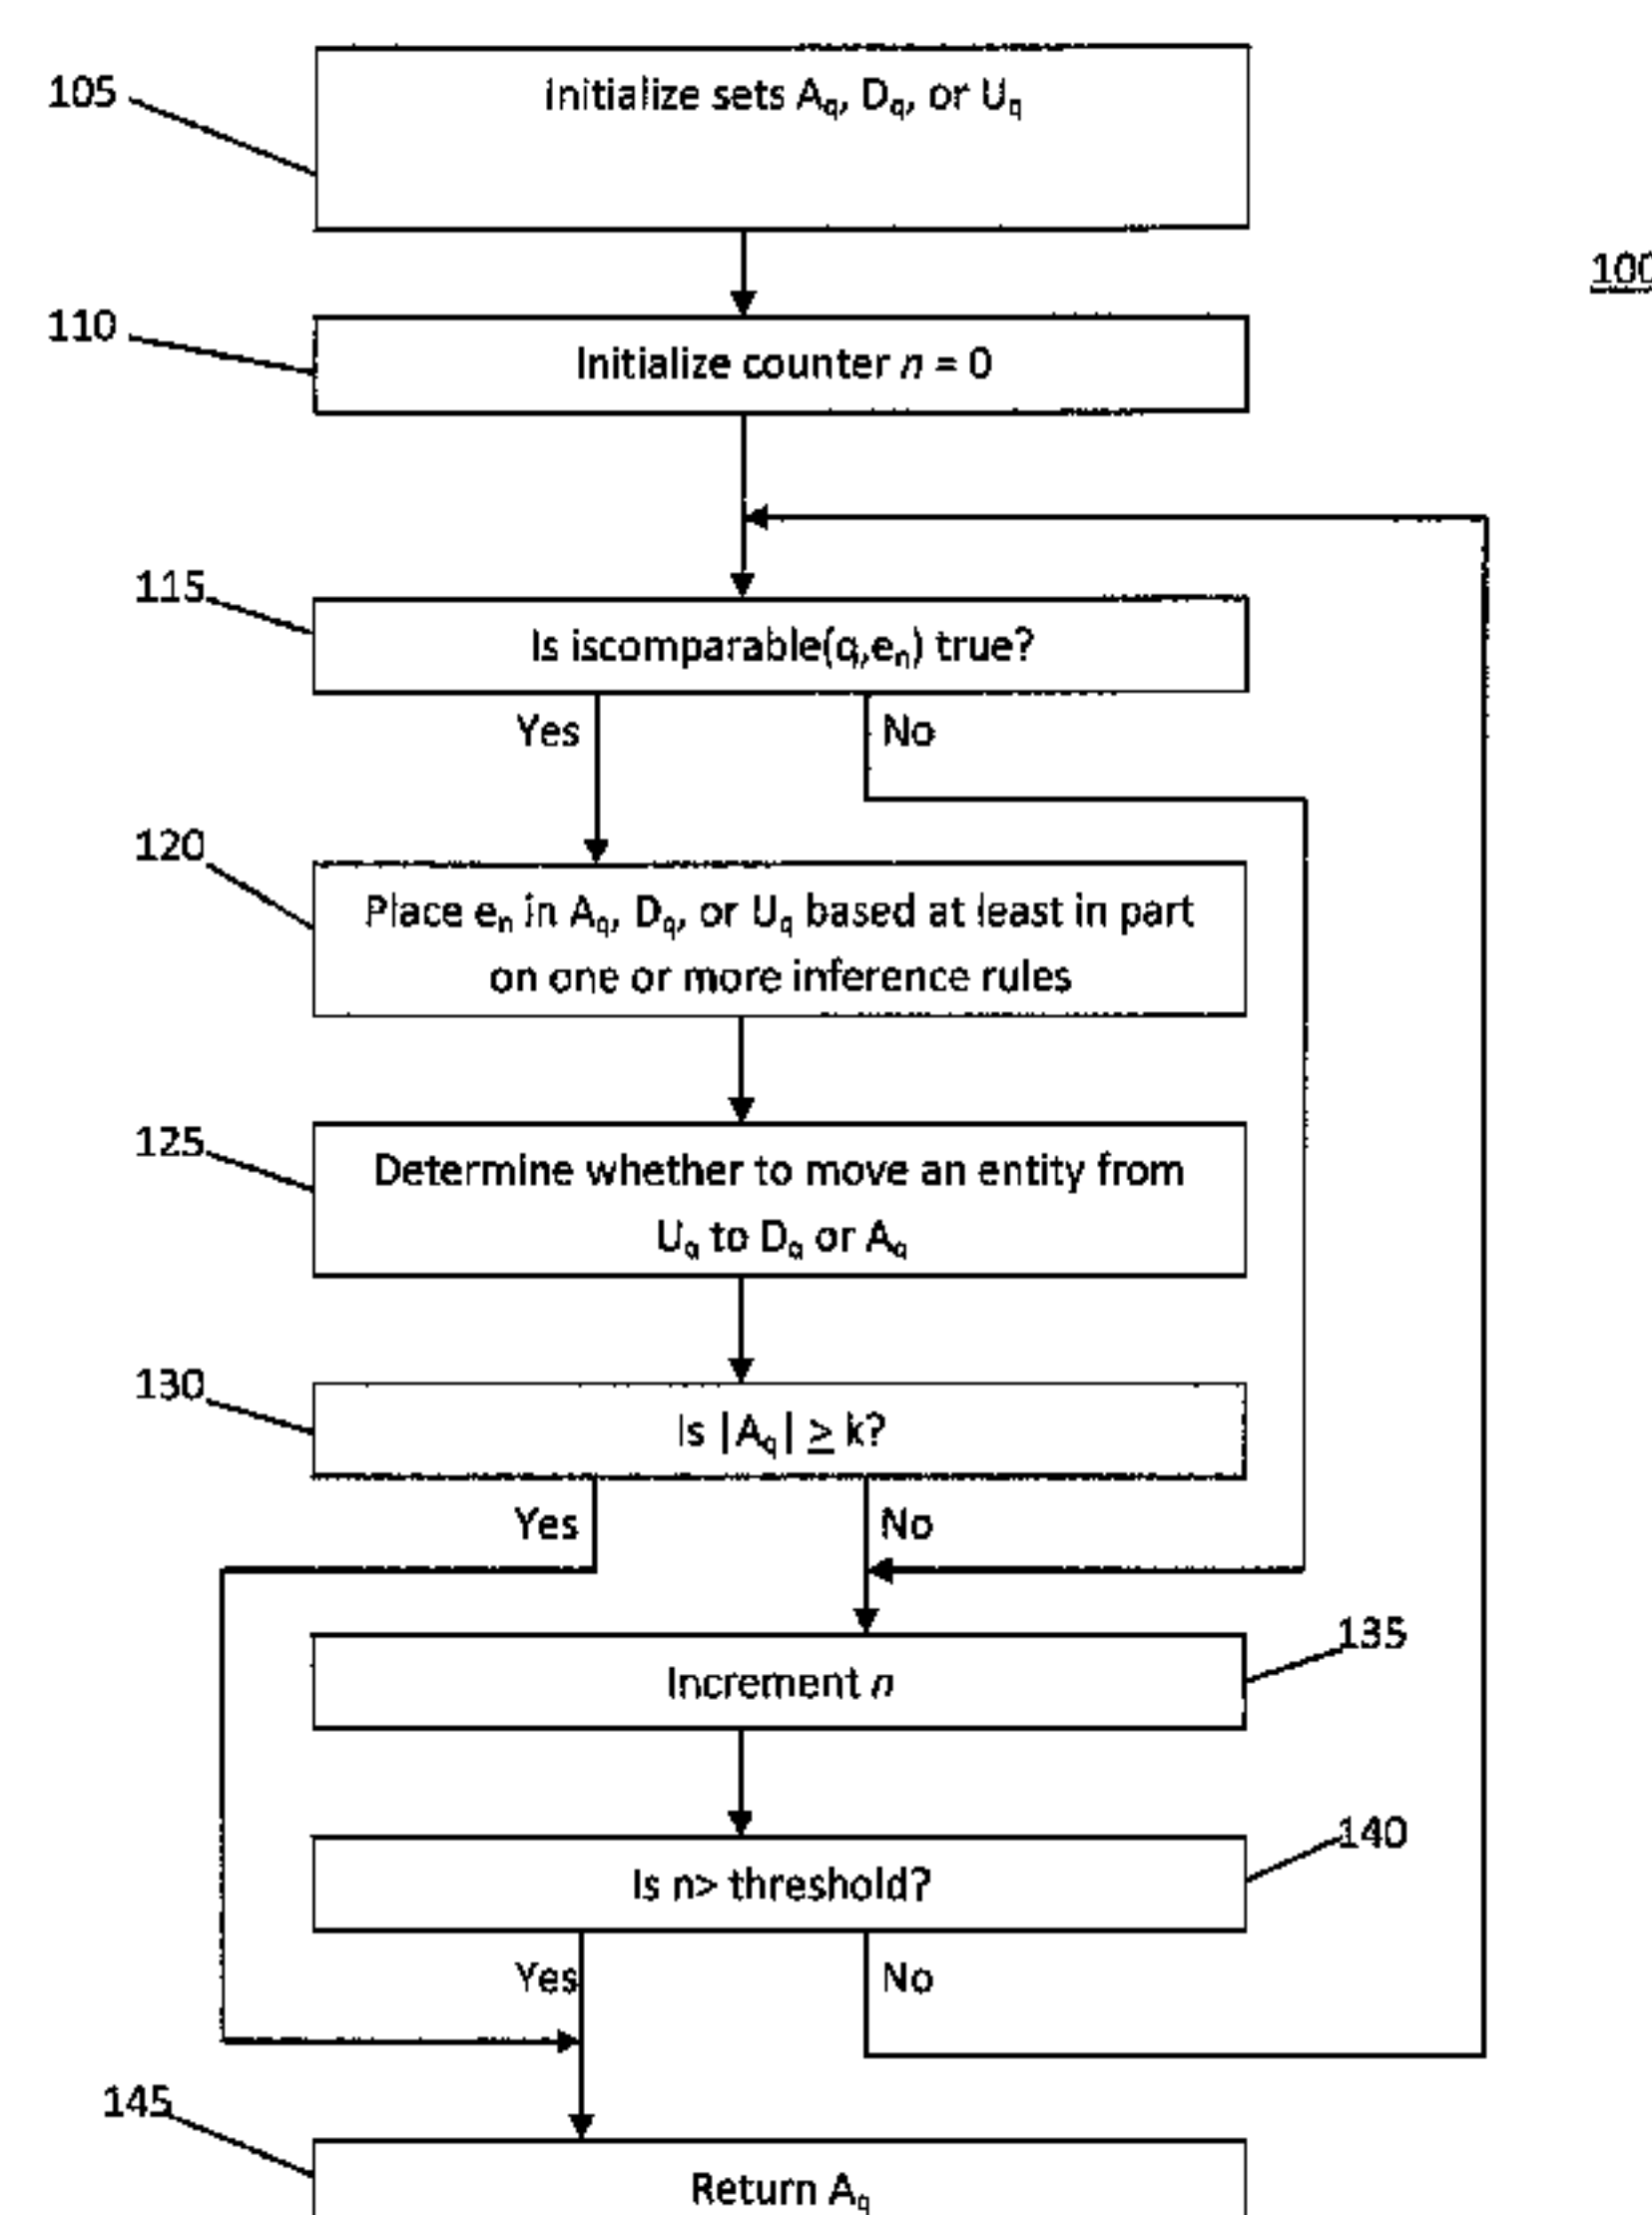 105
Initialize sets Aq, Dq, or Uq
100
110
Initialize counter n = 0
115
Is iscomparable(q,en) true?
Yes
No
120
Place en in Aq, Dq, or Uq based at least in part
on one or more inference rules
125
Determine whether to move an entity from
Uq to Dq or Aq
130
Is |Aq| ≥ k?
Yes
No
135
Increment n
140
Is n> threshold?
Yes
No
145
Return Aq